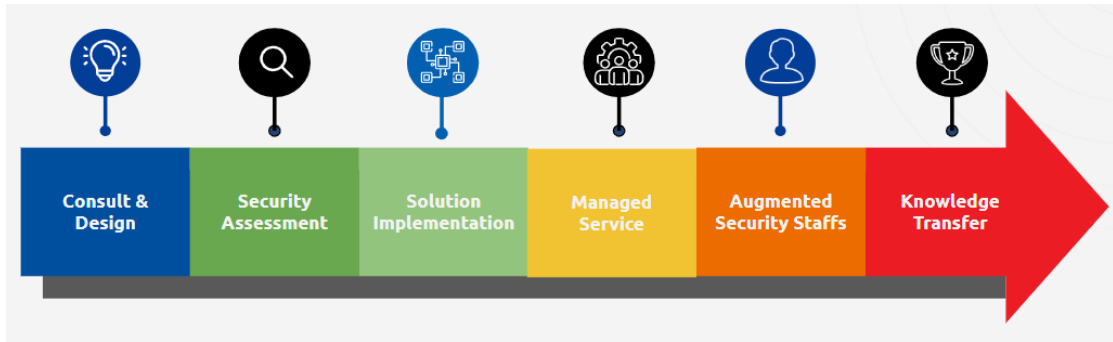 Consult &
Design
Security
Assessment
Solution
Implementation
Managed
Service
Augmented
Security Staffs
Knowledge
Transfer